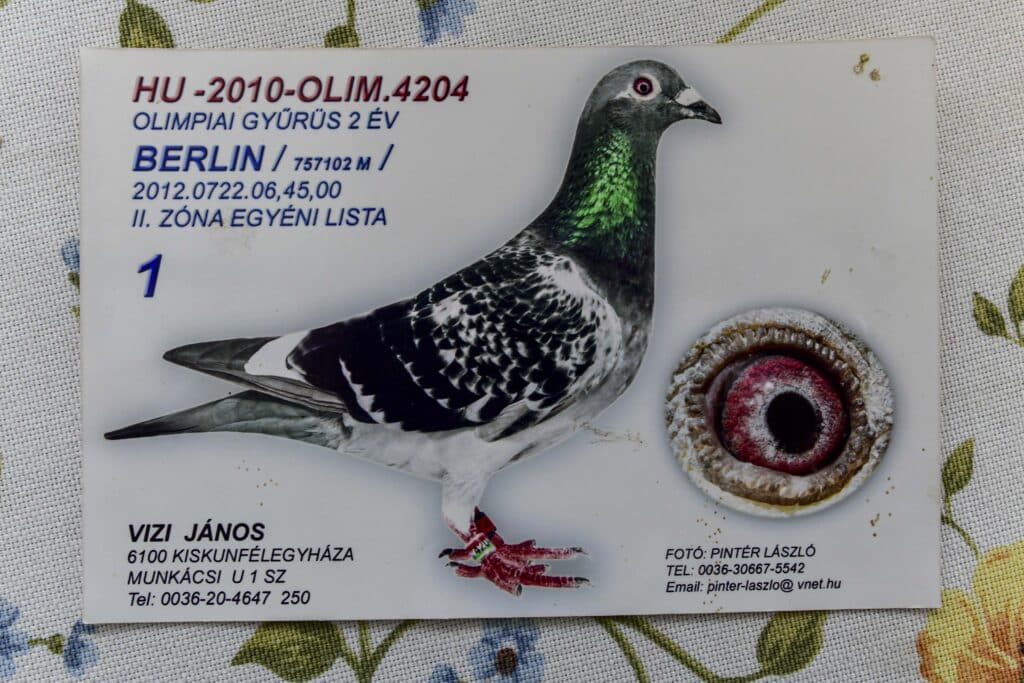 HU -2010-OLIM.4204
OLIMPIAI GYŰRÜS 2 ÉV
BERLIN / 757102 M /
2012.0722.06,45,00
II. ZÓNA EGYÉNI LISTA
1
VIZI JÁNOS
6100 KISKUNFÉLEGYHÁZA
MUNKÁCSI U 1 SZ
Tel: 0036-20-4647 250
FOTÓ: PINTÉR LÁSZLÓ
TEL: 0036-30667-5542
Email: pinter-laszlo@ vnet.hu